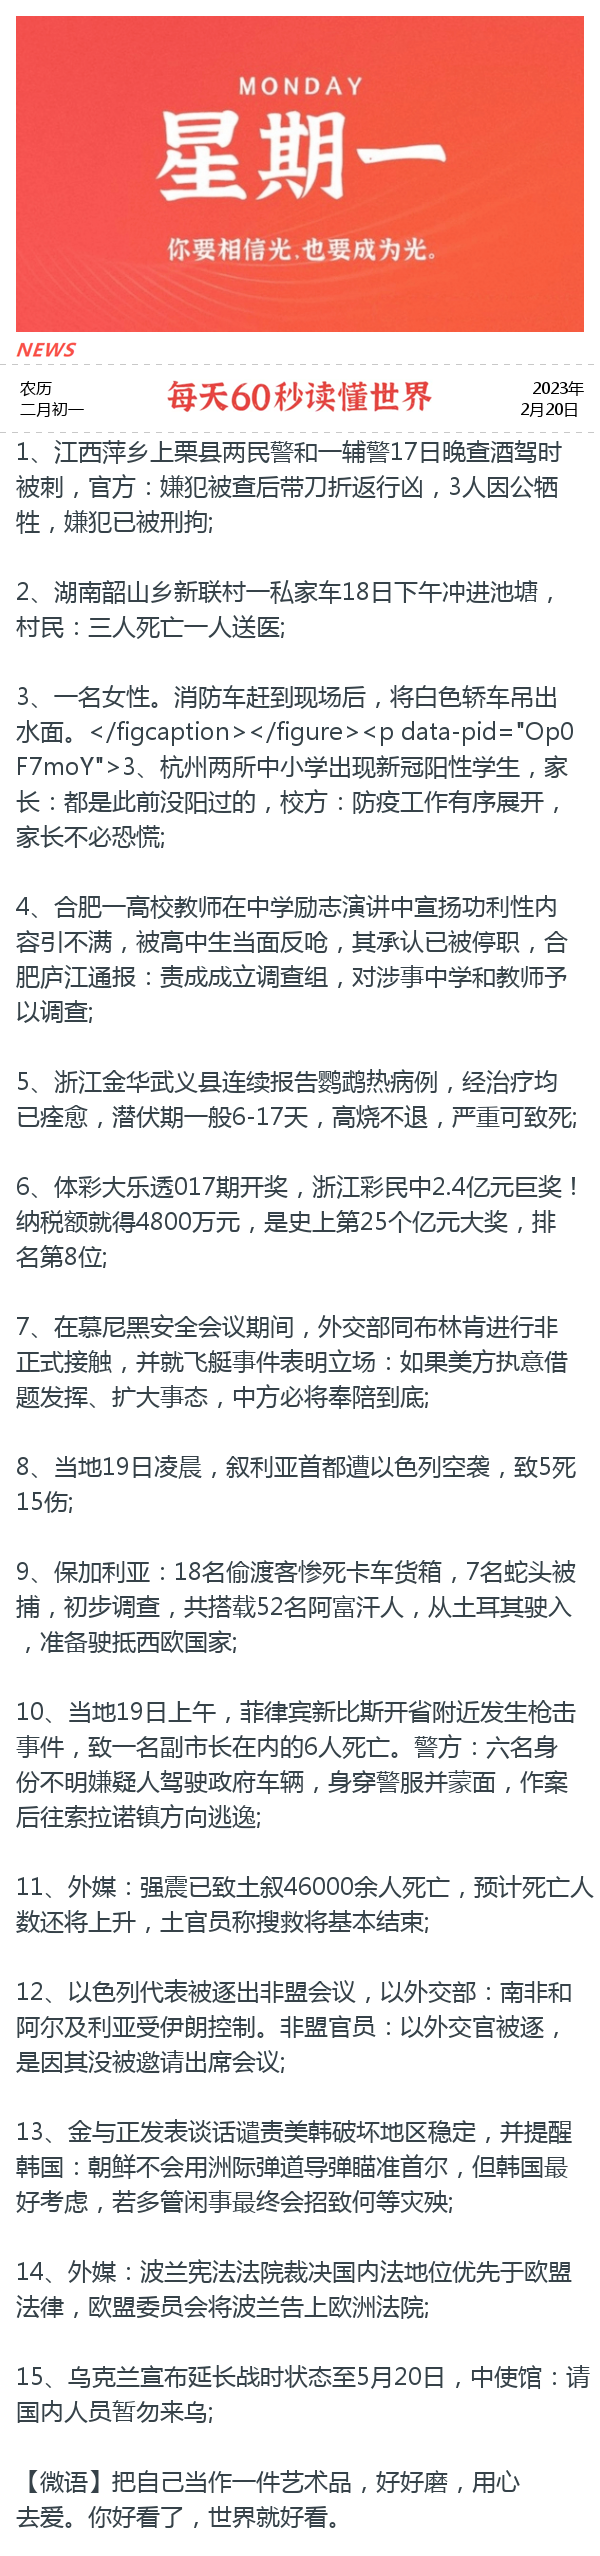 MONDAY
星期一
你要相信光,也要成为光。
NEWS
农历
二月初一
每天60秒读懂世界
2023年
2月20日
1、江西萍乡上栗县两民警和一辅警17日晚查酒驾时
被刺，官方：嫌犯被查后带刀折返行凶，3人因公牺
牲，嫌犯已被刑拘;
2、湖南韶山乡新联村一私家车18日下午冲进池塘，
村民：三人死亡一人送医;
3、一名女性。消防车赶到现场后，将白色轿车吊出
水面。</figcaption></figure><p data-pid="Op0
F7moY">3、杭州两所中小学出现新冠阳性学生，家
长：都是此前没阳过的，校方：防疫工作有序展开，
家长不必恐慌;
4、合肥一高校教师在中学励志演讲中宣扬功利性内
容引不满，被高中生当面反呛，其承认已被停职，合
肥庐江通报：责成成立调查组，对涉事中学和教师予
以调查;
5、浙江金华武义县连续报告鹦鹉热病例，经治疗均
已痊愈，潜伏期一般6-17天，高烧不退，严重可致死;
6、体彩大乐透017期开奖，浙江彩民中2.4亿元巨奖！
纳税额就得4800万元，是史上第25个亿元大奖，排
名第8位;
7、在慕尼黑安全会议期间，外交部同布林肯进行非
正式接触，并就飞艇事件表明立场：如果美方执意借
题发挥、扩大事态，中方必将奉陪到底;
8、当地19日凌晨，叙利亚首都遭以色列空袭，致5死
15伤;
9、保加利亚：18名偷渡客惨死卡车货箱，7名蛇头被
捕，初步调查，共搭载52名阿富汗人，从土耳其驶入
，准备驶抵西欧国家;
10、当地19日上午，菲律宾新比斯开省附近发生枪击
事件，致一名副市长在内的6人死亡。警方：六名身
份不明嫌疑人驾驶政府车辆，身穿警服并蒙面，作案
后往索拉诺镇方向逃逸;
11、外媒：强震已致土叙46000余人死亡，预计死亡人
数还将上升，土官员称搜救将基本结束;
12、以色列代表被逐出非盟会议，以外交部：南非和
阿尔及利亚受伊朗控制。非盟官员：以外交官被逐，
是因其没被邀请出席会议;
13、金与正发表谈话谴责美韩破坏地区稳定，并提醒
韩国：朝鲜不会用洲际弹道导弹瞄准首尔，但韩国最
好考虑，若多管闲事最终会招致何等灾殃;
14、外媒：波兰宪法法院裁决国内法地位优先于欧盟
法律，欧盟委员会将波兰告上欧洲法院;
15、乌克兰宣布延长战时状态至5月20日，中使馆：请
国内人员暂勿来乌;
【微语】把自己当作一件艺术品，好好磨，用心
去爱。你好看了，世界就好看。